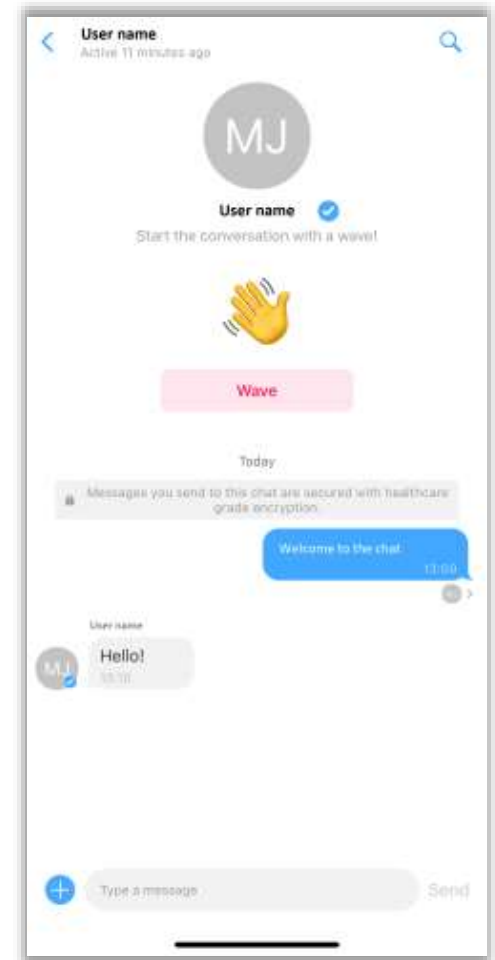 User name
Active 11 minutes ago
MJ
User name
Start the conversation with a wave!
Wave
Today
Messages you send to this chat are secured with healthcare
grade encryption.
Welcome to the chat
13:09
User name
MJ
Hello!
Type a message
Send